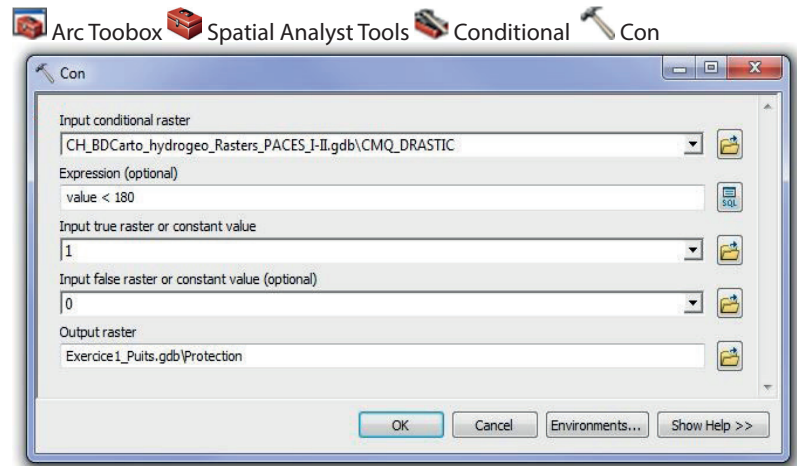 Arc Toobox Spatial Analyst Tools Conditional Con
Con
Input conditional raster
CH_BDCarto_hydrogeo_Rasters_PACES_I-II.gdb\CMQ_DRASTIC
Expression (optional)
value < 180
SQL
Input true raster or constant value
1
Input false raster or constant value (optional)
0
Output raster
Exercice1_Puits.gdb\Protection
OK Cancel Environments... Show Help >>